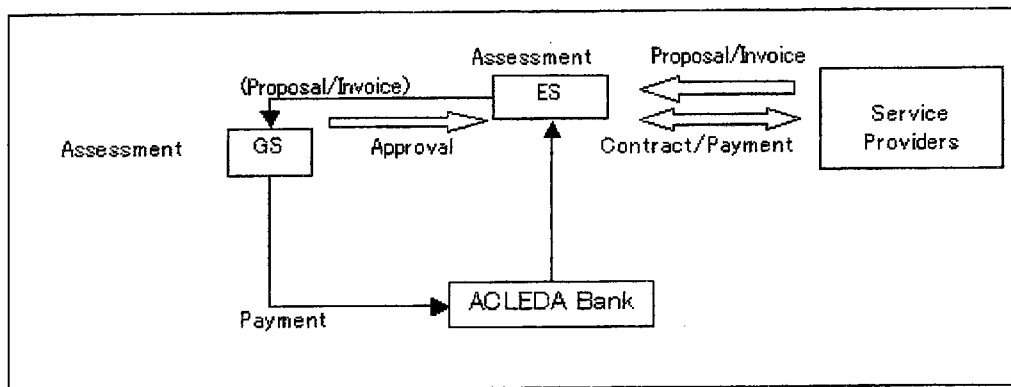 Assessment
Proposal/Invoice
(Proposal/Invoice)
ES
Service
Providers
Assessment
GS
Approval
Contract/Payment
ACLEDA Bank
Payment